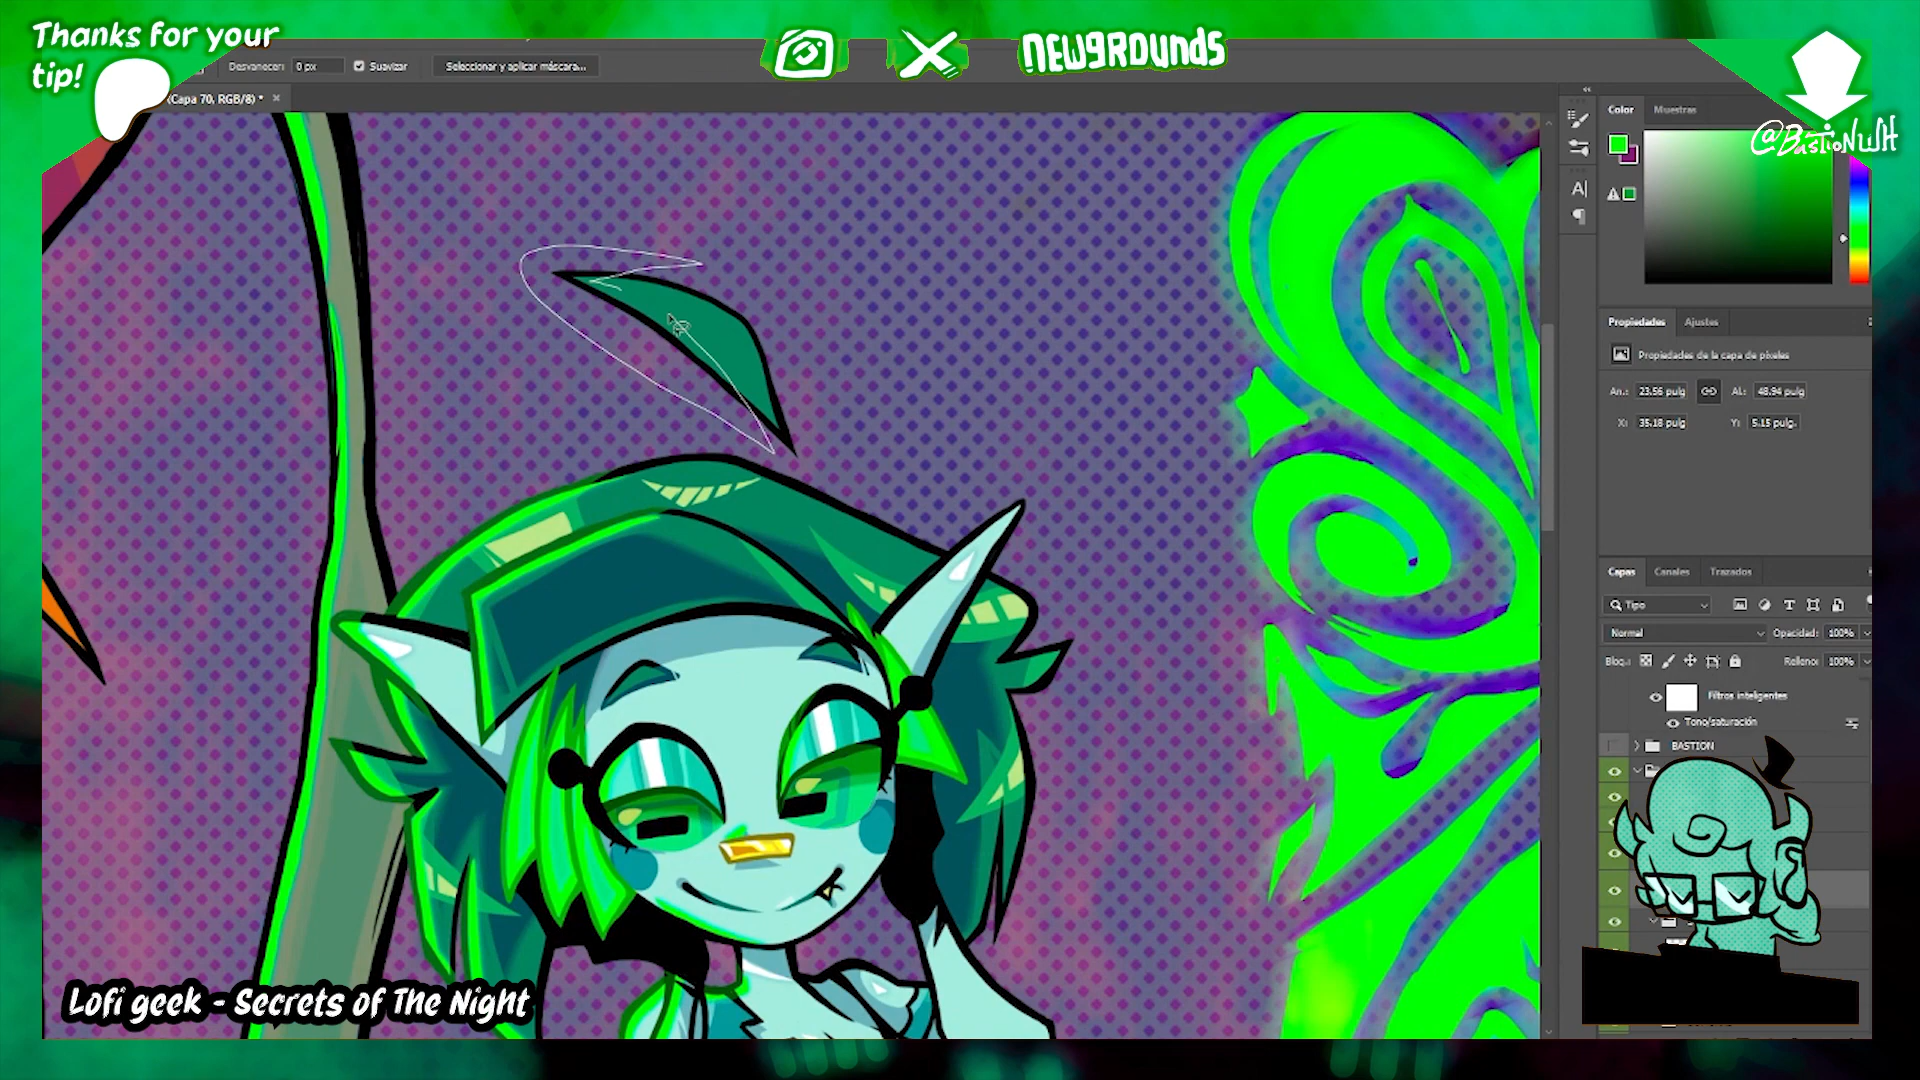 Thanks for your
tip!
NEWGROUNDS
@BastionWH
Desvanecer: 0 px Suavizar Seleccionar y aplicar máscara...
(Capa 70, RGB/8) *
Color Muestras
Propiedades Ajustes
Propiedades de la capa de píxeles
An.: 23.56 pulg Al.: 48.94 pulg
X: 35.18 pulg Y: 5.15 pulg.
Capas Canales Trazados
Tipo
Normal Opacidad: 100%
Bloq.: Relleno: 100%
Filtros inteligentes
Tono/saturación
BASTION
Lofi geek - Secrets of The Night